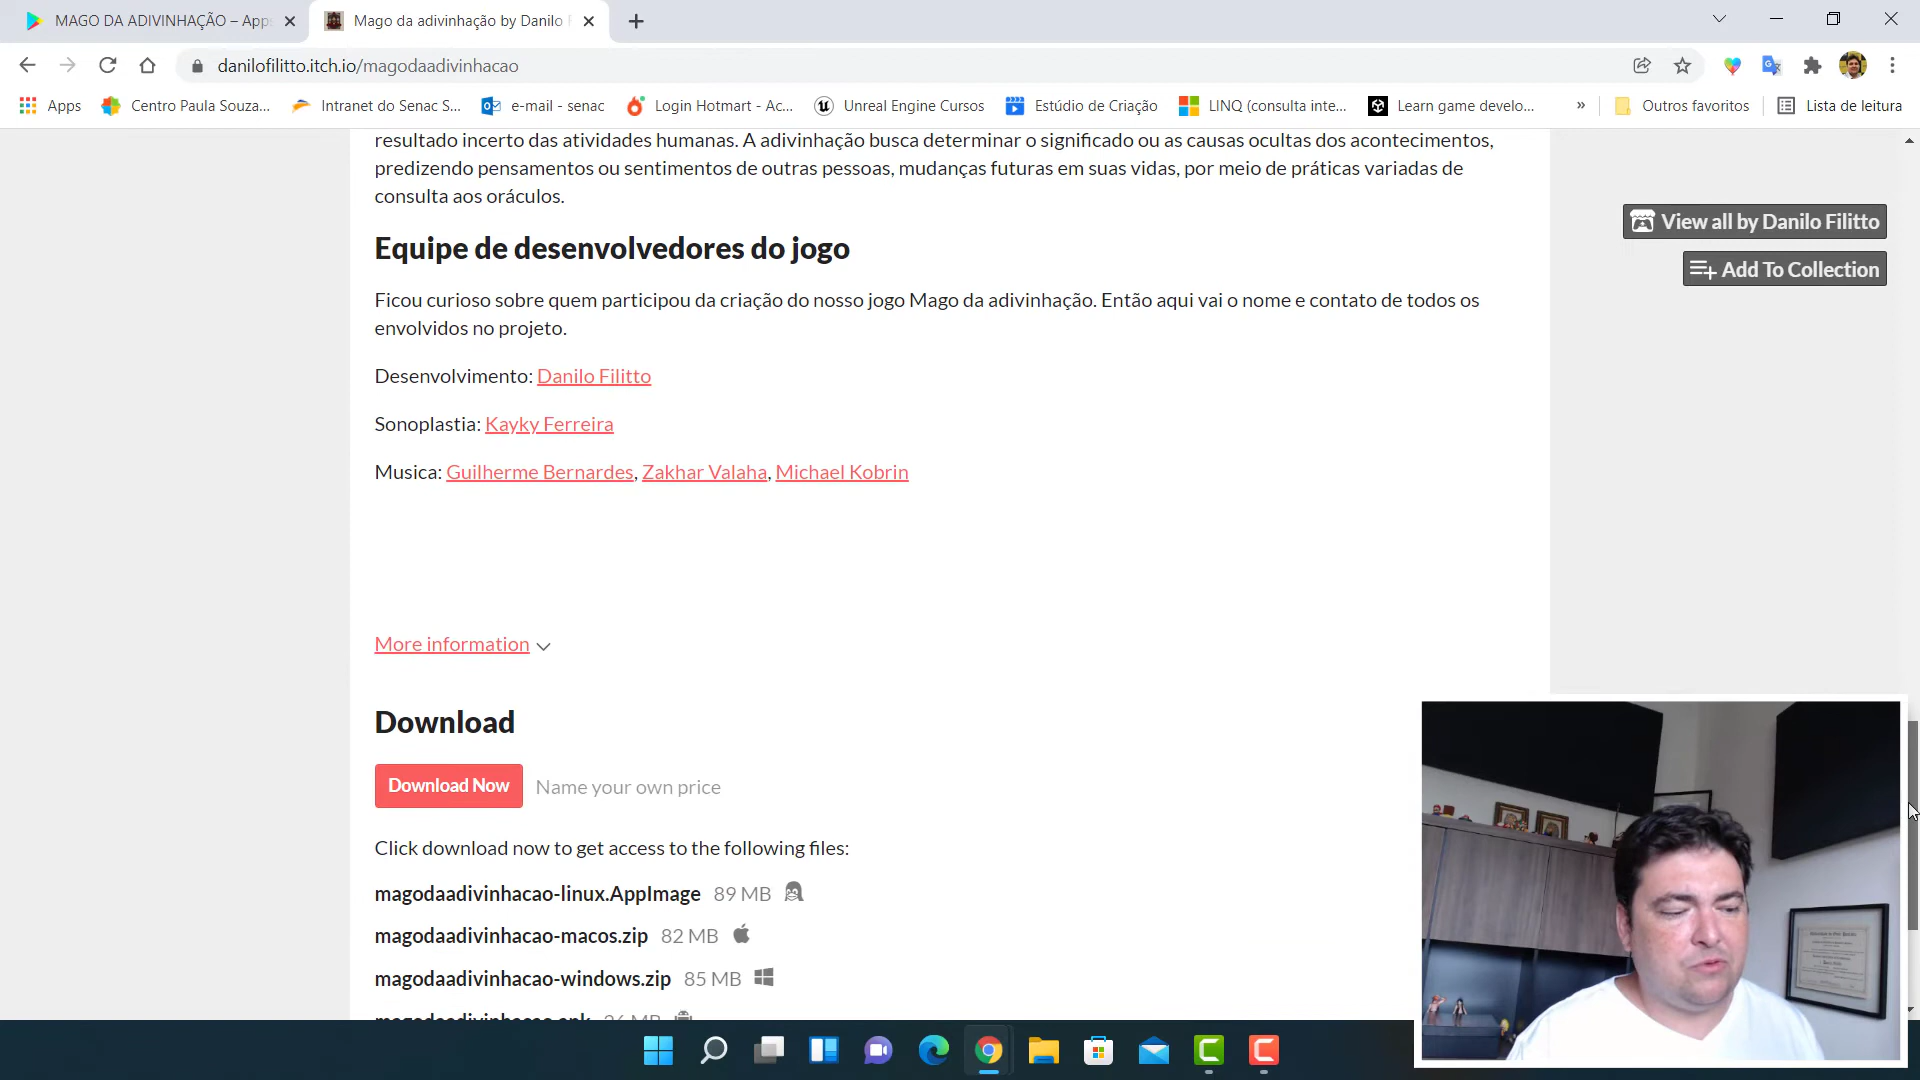 MAGO DA ADIVINHAÇÃO – Apps
Mago da adivinhação by Danilo F
danilofilitto.itch.io/magodaadivinhacao
Apps
Centro Paula Souza...
Intranet do Senac S...
e-mail - senac
Login Hotmart - Ac...
Unreal Engine Cursos
Estúdio de Criação
LINQ (consulta inte...
Learn game develo...
»
Outros favoritos
Lista de leitura
resultado incerto das atividades humanas. A adivinhação busca determinar o significado ou as causas ocultas dos acontecimentos,
predizendo pensamentos ou sentimentos de outras pessoas, mudanças futuras em suas vidas, por meio de práticas variadas de
consulta aos oráculos.
View all by Danilo Filitto
Add To Collection
Equipe de desenvolvedores do jogo
Ficou curioso sobre quem participou da criação do nosso jogo Mago da adivinhação. Então aqui vai o nome e contato de todos os
envolvidos no projeto.
Desenvolvimento: Danilo Filitto
Sonoplastia: Kayky Ferreira
Musica: Guilherme Bernardes, Zakhar Valaha, Michael Kobrin
More information
Download
Download Now Name your own price
Click download now to get access to the following files:
magodaadivinhacao-linux.AppImage 89 MB
magodaadivinhacao-macos.zip 82 MB
magodaadivinhacao-windows.zip 85 MB
magodaadivinhacao.apk 26 MB